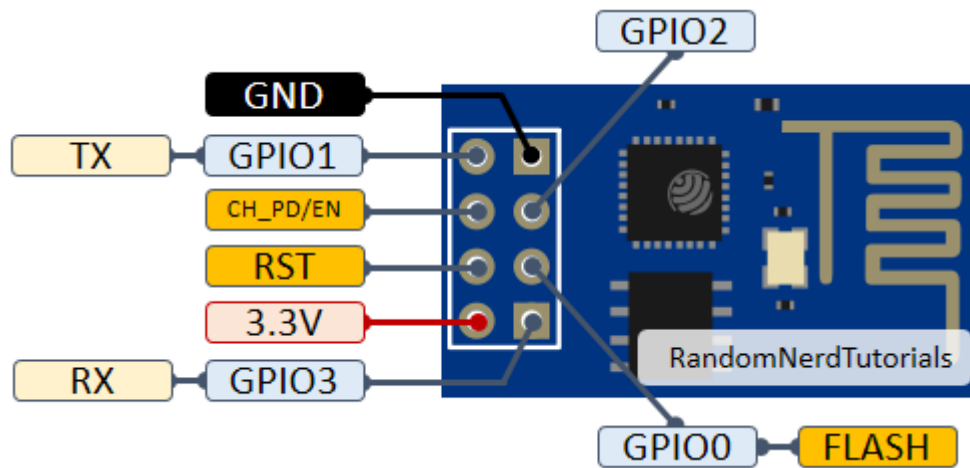 GPIO2
GND
TX GPIO1
CH_PD/EN
RST
3.3V
RandomNerdTutorials
RX GPIO3
GPIO0 FLASH